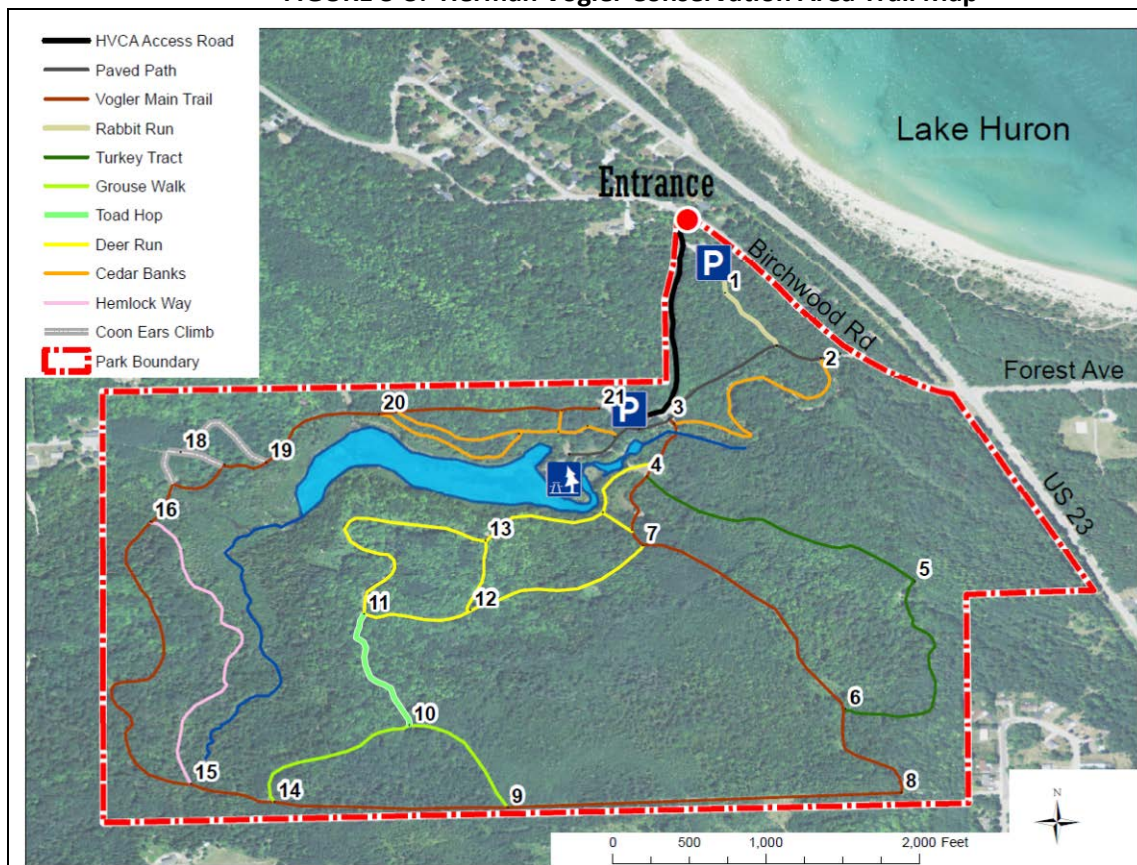 FIGURE 5-6: Herman Vogler Conservation Area Trail Map
HVCA Access Road
Paved Path
Vogler Main Trail
Rabbit Run
Turkey Tract
Grouse Walk
Toad Hop
Deer Run
Cedar Banks
Hemlock Way
Coon Ears Climb
Park Boundary
Lake Huron
Entrance
P
1
Birchwood Rd
2
Forest Ave
21
P
3
20
18
19
4
US 23
16
13
7
5
11
12
6
10
15
14
9
8
N
0 500 1,000 2,000 Feet